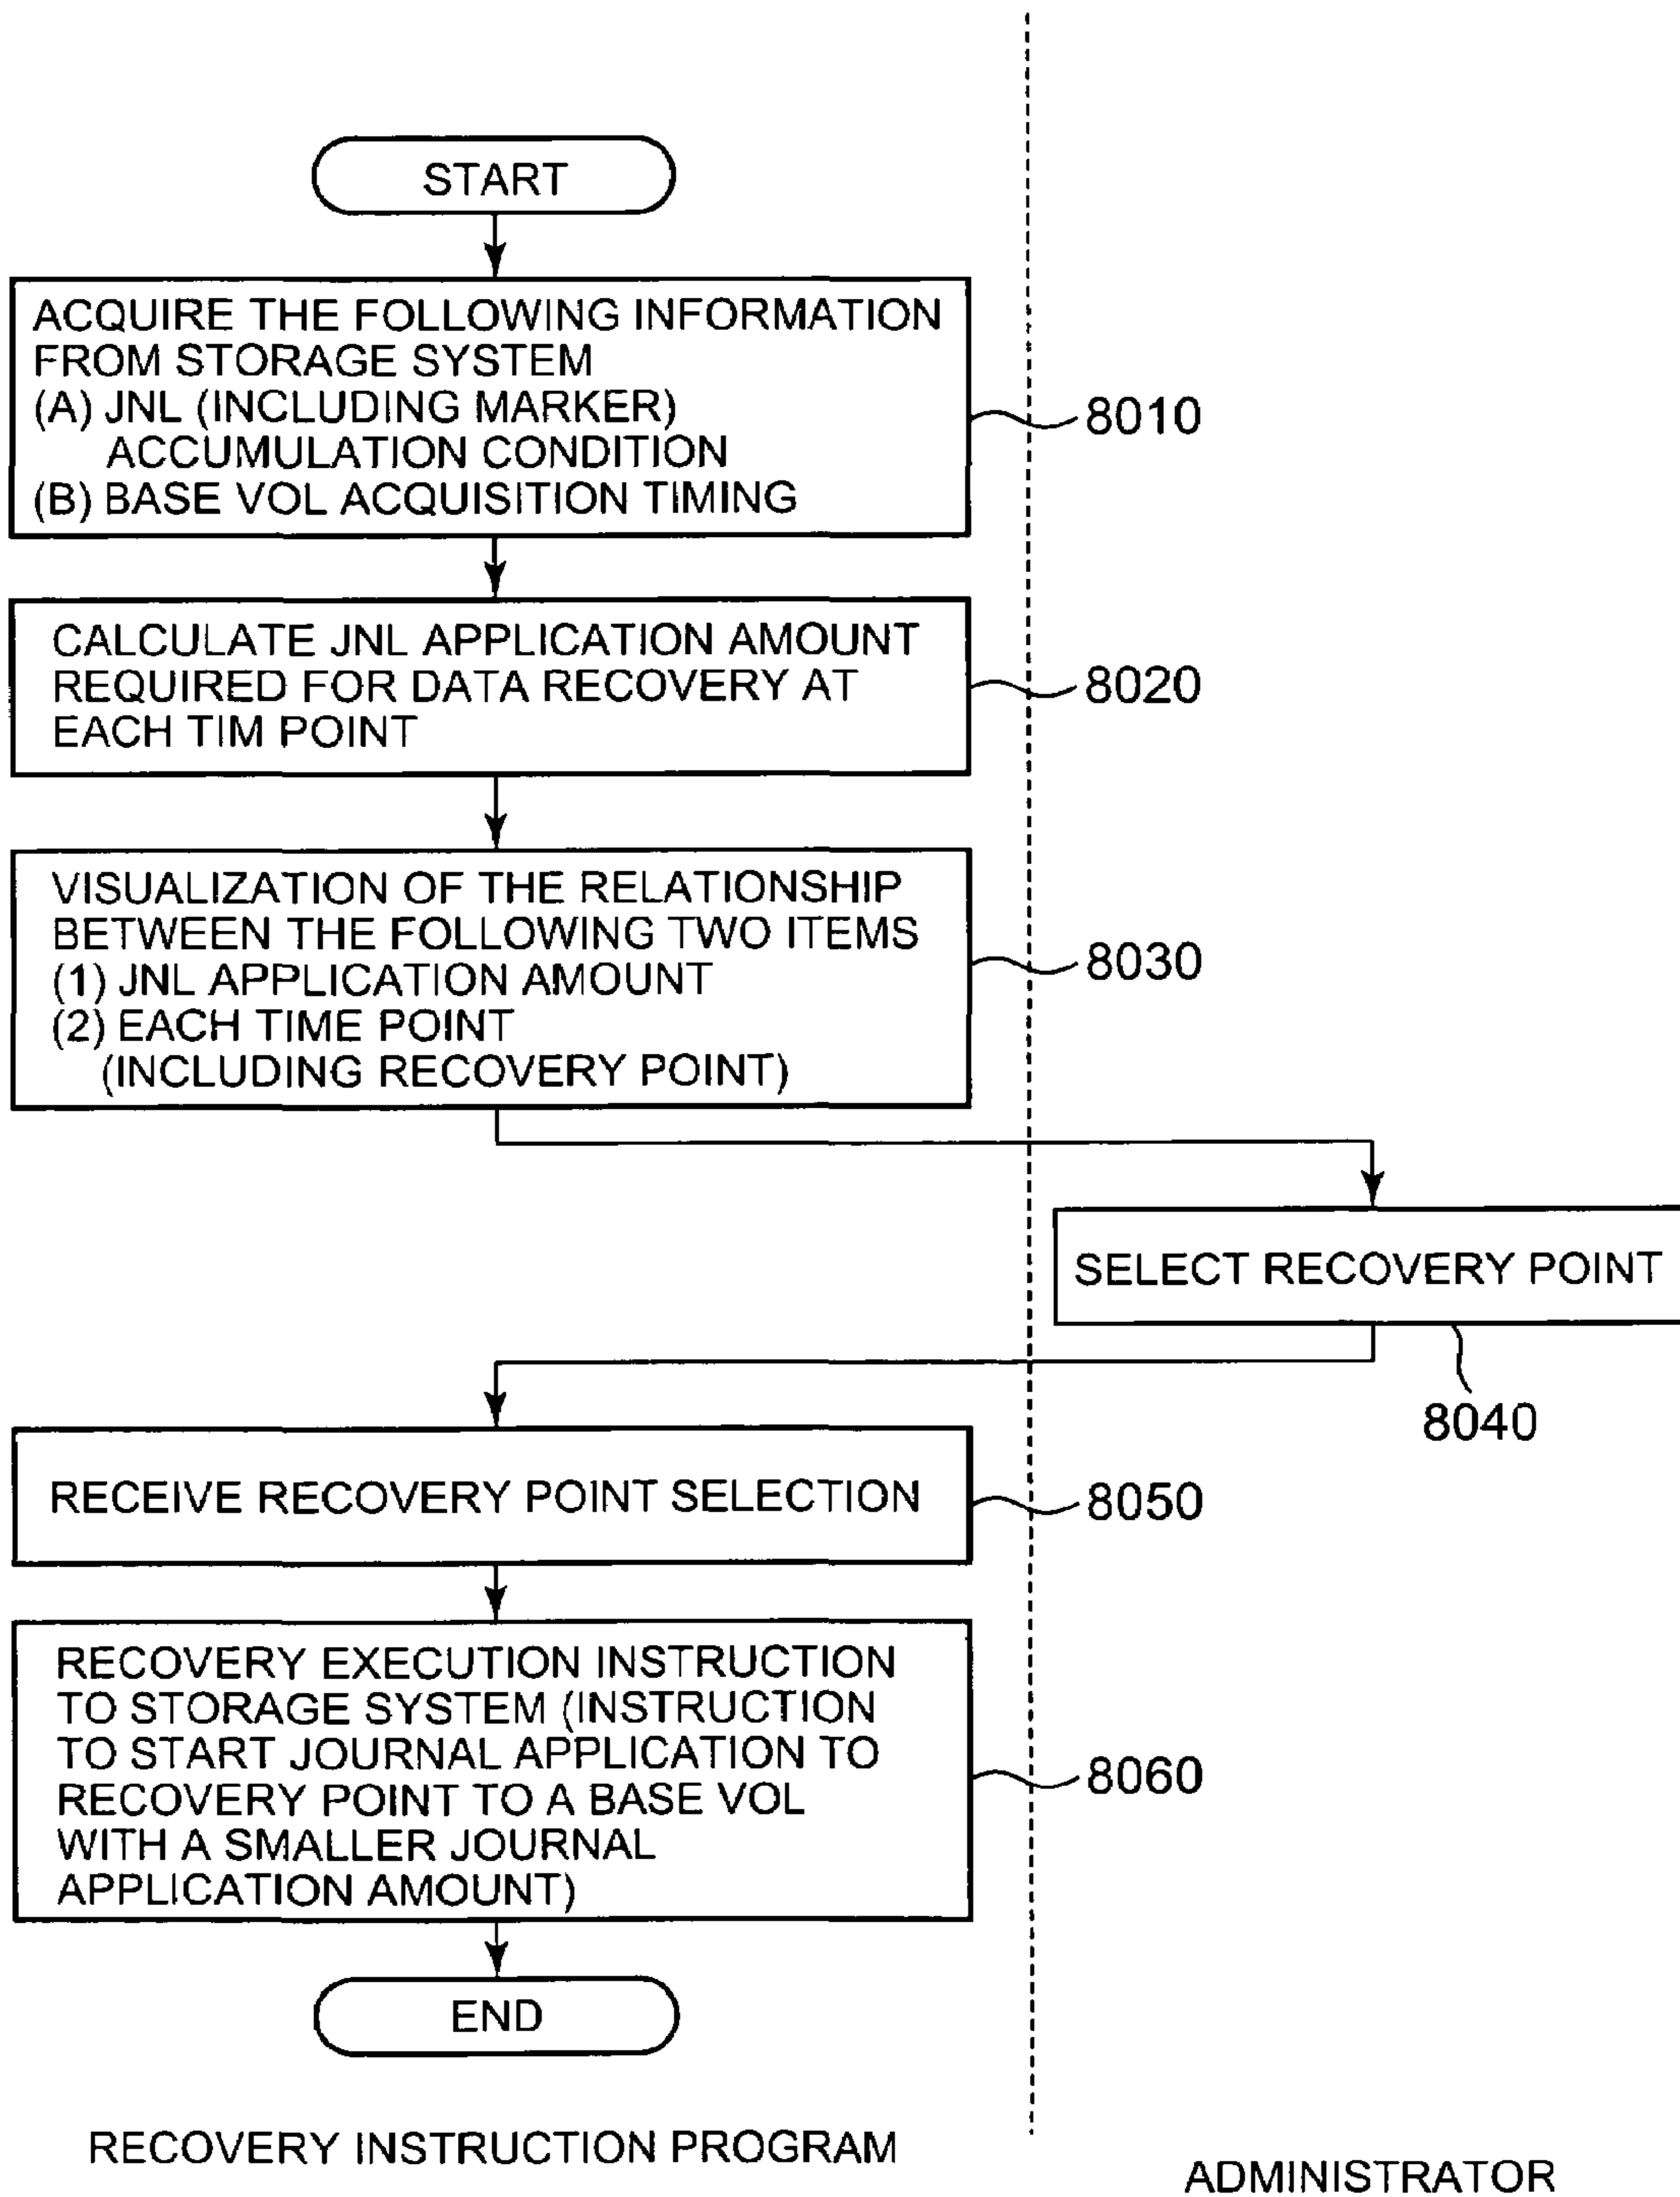 START
ACQUIRE THE FOLLOWING INFORMATION
FROM STORAGE SYSTEM
(A) JNL (INCLUDING MARKER)
ACCUMULATION CONDITION
(B) BASE VOL ACQUISITION TIMING
8010
CALCULATE JNL APPLICATION AMOUNT
REQUIRED FOR DATA RECOVERY AT
EACH TIM POINT
8020
VISUALIZATION OF THE RELATIONSHIP
BETWEEN THE FOLLOWING TWO ITEMS
(1) JNL APPLICATION AMOUNT
(2) EACH TIME POINT
(INCLUDING RECOVERY POINT)
8030
SELECT RECOVERY POINT
8040
RECEIVE RECOVERY POINT SELECTION
8050
RECOVERY EXECUTION INSTRUCTION
TO STORAGE SYSTEM (INSTRUCTION
TO START JOURNAL APPLICATION TO
RECOVERY POINT TO A BASE VOL
WITH A SMALLER JOURNAL
APPLICATION AMOUNT)
8060
END
RECOVERY INSTRUCTION PROGRAM
ADMINISTRATOR